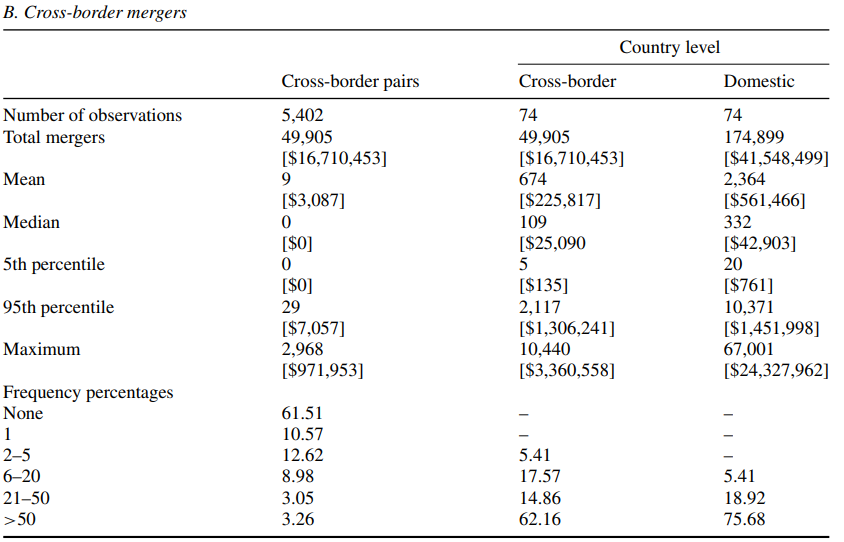 B. Cross-border mergers
Country level
Cross-border pairs Cross-border Domestic
Number of observations 5,402 74 74
Total mergers 49,905 49,905 174,899
[$16,710,453] [$16,710,453] [$41,548,499]
Mean 9 674 2,364
[$3,087] [$225,817] [$561,466]
Median 0 109 332
[$0] [$25,090 [$42,903]
5th percentile 0 5 20
[$0] [$135] [$761]
95th percentile 29 2,117 10,371
[$7,057] [$1,306,241] [$1,451,998]
Maximum 2,968 10,440 67,001
[$971,953] [$3,360,558] [$24,327,962]
Frequency percentages
None 61.51 – –
1 10.57 – –
2–5 12.62 5.41 –
6–20 8.98 17.57 5.41
21–50 3.05 14.86 18.92
>50 3.26 62.16 75.68